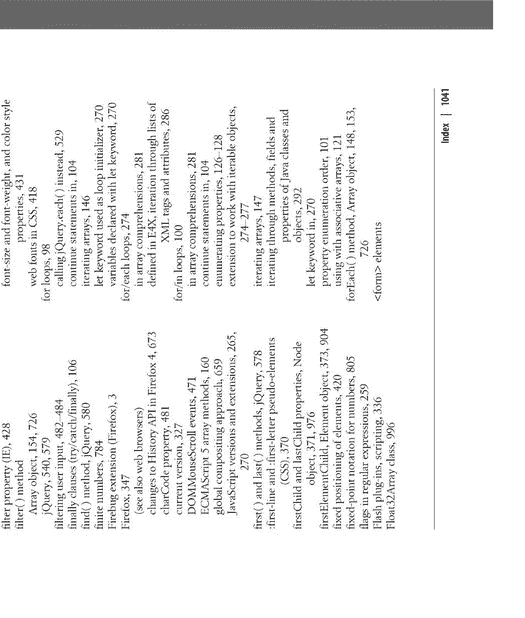 filter property (IE), 428
filter( ) method
Array object, 154, 726
jQuery, 540, 579
filtering user input, 482–484
finally clauses (try/catch/finally), 106
find( ) method, jQuery, 580
finite numbers, 784
Firebug extension (Firefox), 3
Firefox, 347
(see also web browsers)
changes to History API in Firefox 4, 673
charCode property, 481
current version, 327
DOMMouseScroll events, 471
ECMAScript 5 array methods, 160
global compositing approach, 659
JavaScript versions and extensions, 265,
270
first() and last( ) methods, jQuery, 578
:first-line and :first-letter pseudo-elements
(CSS), 370
firstChild and lastChild properties, Node
object, 371, 976
firstElementChild, Element object, 373, 904
fixed positioning of elements, 420
fixed-point notation for numbers, 805
flags in regular expressions, 259
Flash plug-ins, scripting, 336
Float32Array class, 996
font-size and font-weight, and color style
properties, 431
web fonts in CSS, 418
for loops, 98
calling jQuery.each( ) instead, 529
continue statements in, 104
iterating arrays, 146
let keyword used as loop initializer, 270
variables declared with let keyword, 270
for/each loops, 274
in array comprehensions, 281
defined in E4X, iteration through lists of
XML tags and attributes, 286
for/in loops, 100
in array comprehensions, 281
continue statements in, 104
enumerating properties, 126–128
extension to work with iterable objects,
274–277
iterating arrays, 147
iterating through methods, fields and
properties of Java classes and
objects, 292
let keyword in, 270
property enumeration order, 101
using with associative arrays, 121
forEach( ) method, Array object, 148, 153,
726
<form> elements
Index | 1041